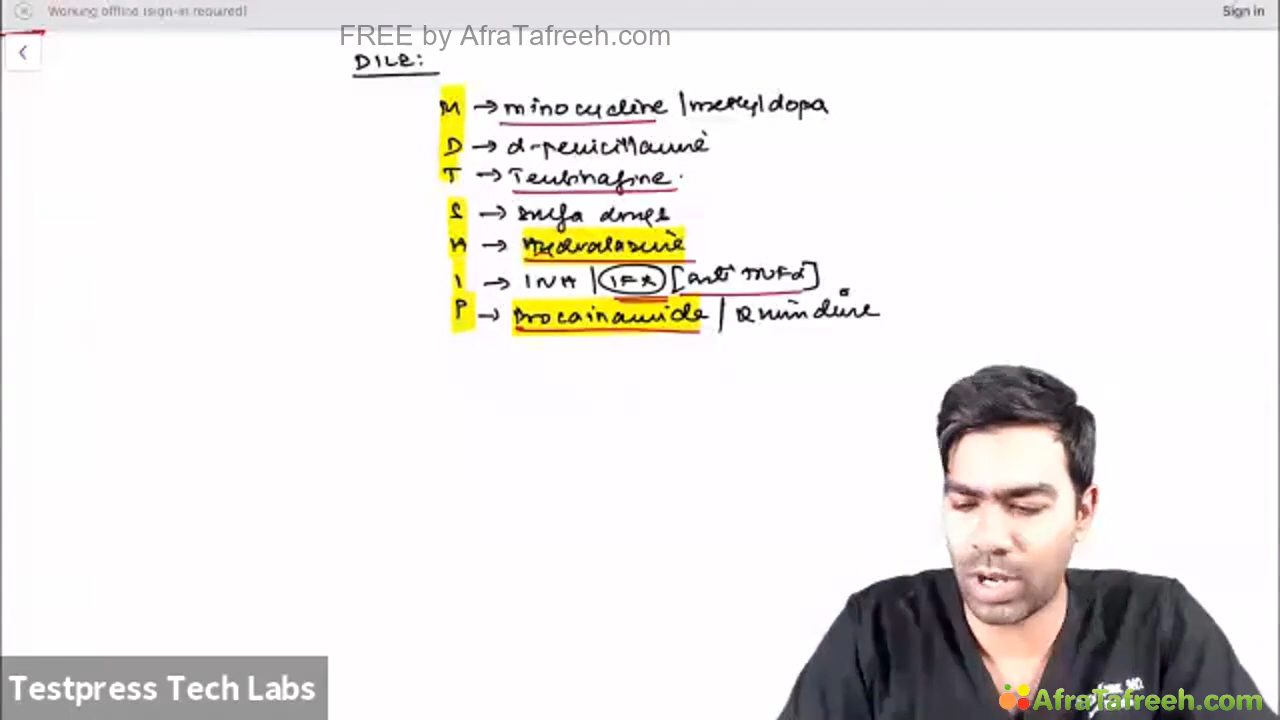 Working offline (sign-in required)
Sign in
FREE by AfraTafreeh.com
DILE:
M → minocycline / methyldopa
D → d-penicillamine
T → Terbinafine
S → sulfa drugs
H → Hydralazine
I → INH / IFN [anti TNFα]
P → Procainamide / Quinidine
Testpress Tech Labs
AfraTafreeh.com